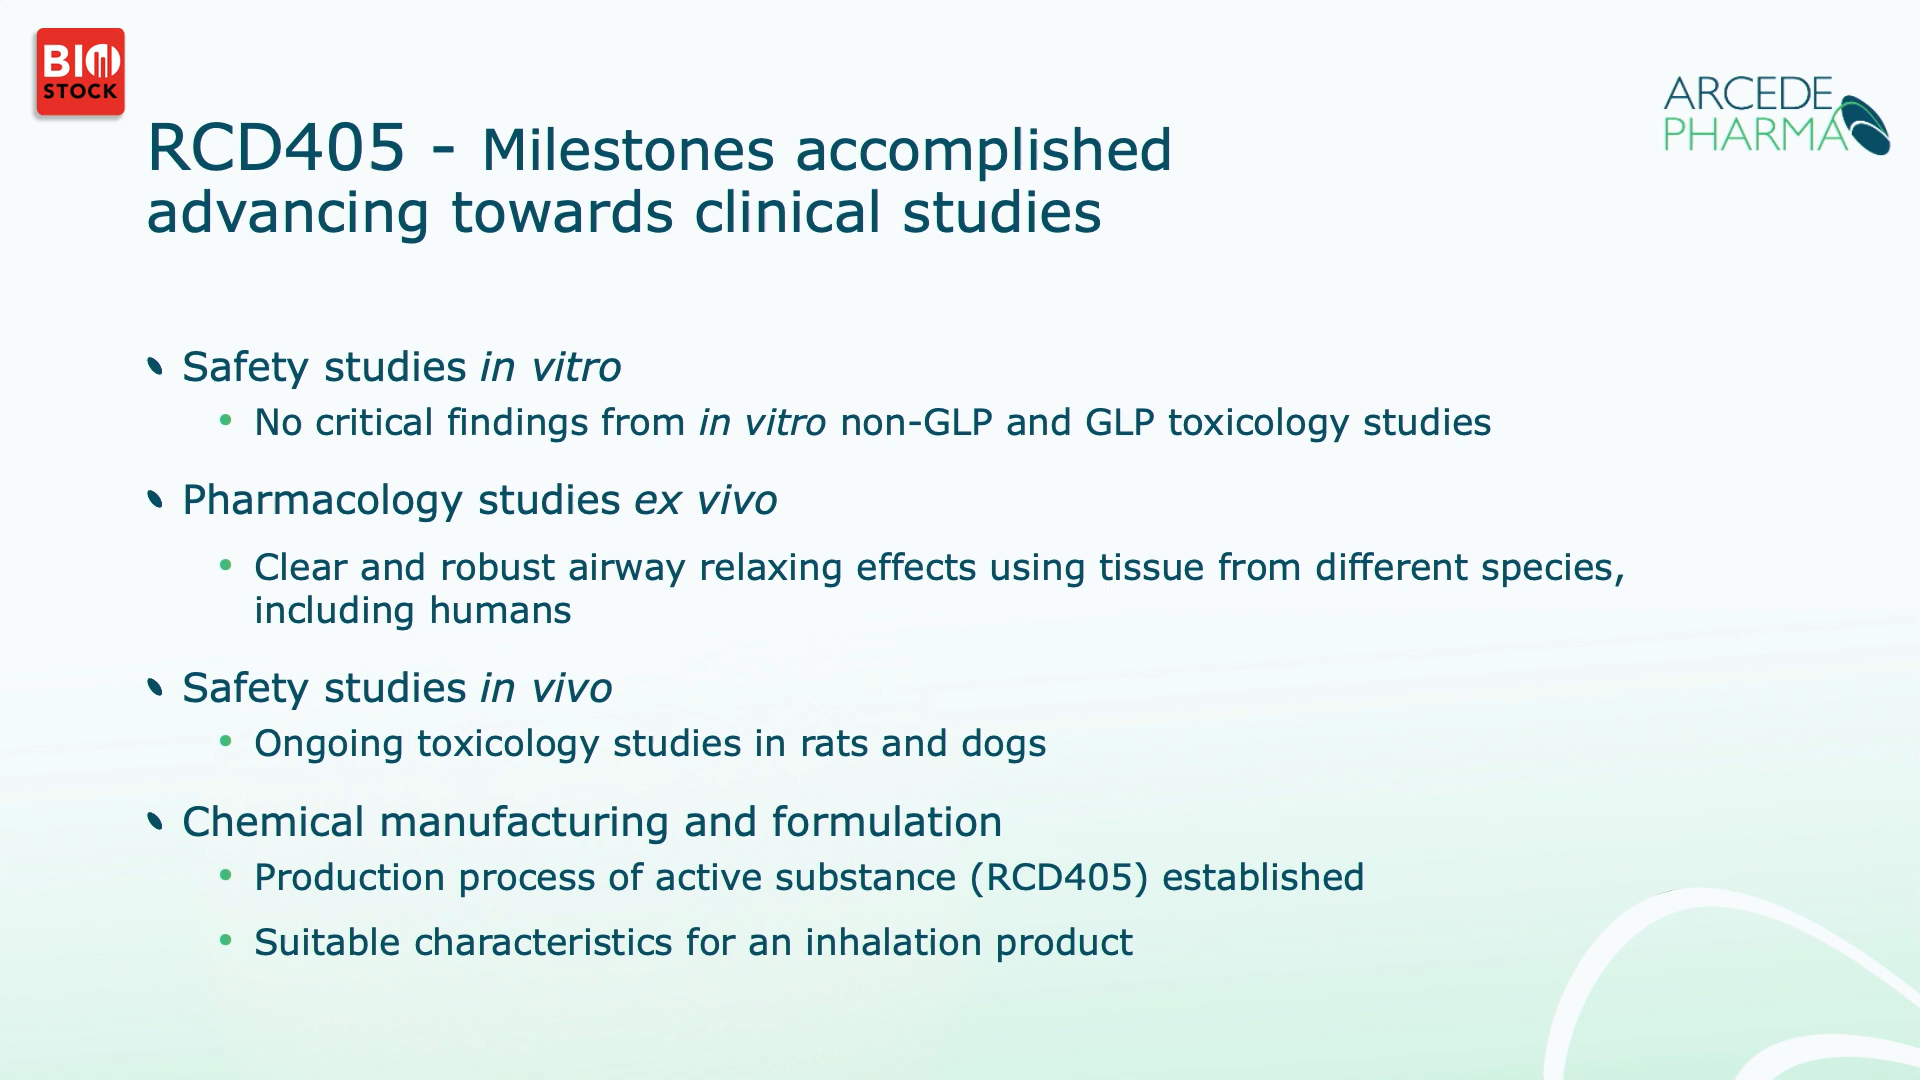 BIO
STOCK
ARCEDE
PHARMA
RCD405 - Milestones accomplished
advancing towards clinical studies
Safety studies in vitro
• No critical findings from in vitro non-GLP and GLP toxicology studies
Pharmacology studies ex vivo
• Clear and robust airway relaxing effects using tissue from different species,
including humans
Safety studies in vivo
• Ongoing toxicology studies in rats and dogs
Chemical manufacturing and formulation
• Production process of active substance (RCD405) established
• Suitable characteristics for an inhalation product